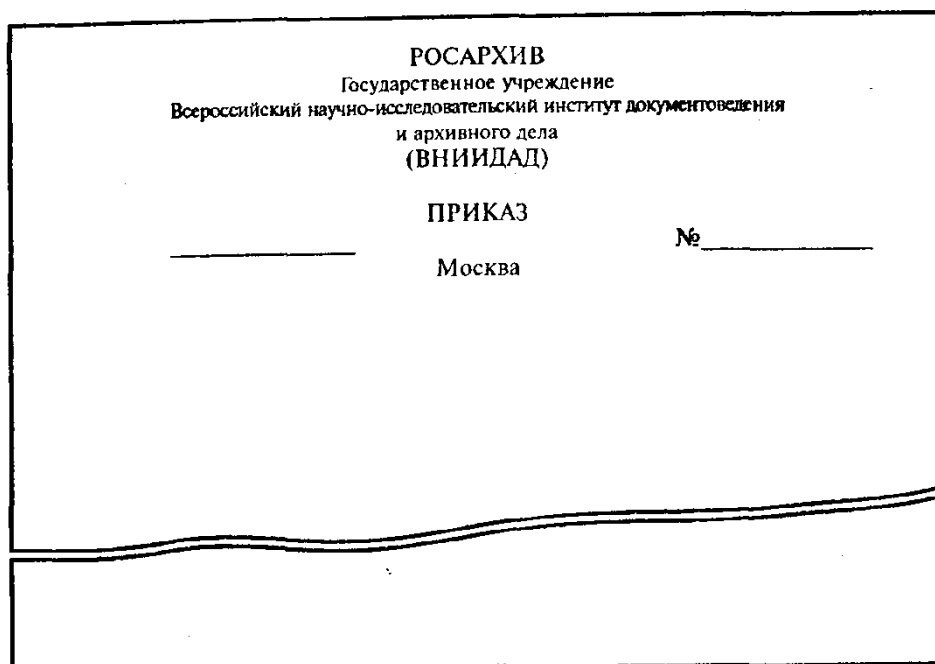 РОСАРХИВ
Государственное учреждение
Всероссийский научно-исследовательский институт документоведения
и архивного дела
(ВНИИДАД)
ПРИКАЗ
№
Москва